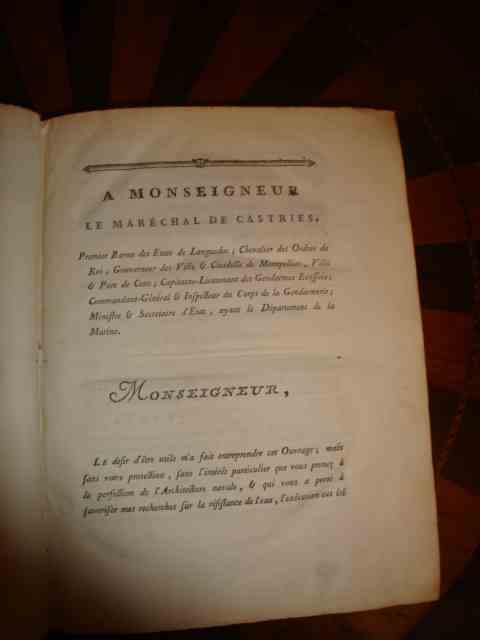 A MONSEIGNEUR
LE MARÉCHAL DE CASTRIES,
Premier Baron des Etats de Languedoc ; Chevalier des Ordres du
Roi, Gouverneur des Ville & Citadelle de Montpellier, Ville
& Port de Cette ; Capitaine-Lieutenant des Gendarmes Ecossois ;
Commandant-Général & Inspecteur du Corps de la Gendarmerie ;
Ministre & Secretaire d'Etat, ayant le Département de la
Marine.
MONSEIGNEUR,
LE desir d'être utile m'a fait entreprendre cet Ouvrage ; mais
sans votre protection, sans l'intérêt particulier que vous prenez à
la perfection de l'Architecture navale, & qui vous a porté à
favoriser mes recherches sur la résistance de l'eau, l'exécution en